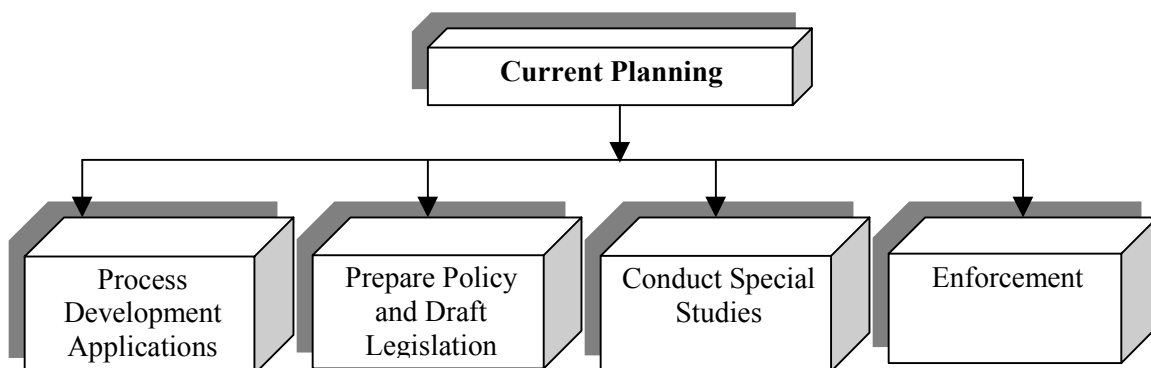 Current Planning
Process
Development
Applications
Prepare Policy
and Draft
Legislation
Conduct Special
Studies
Enforcement